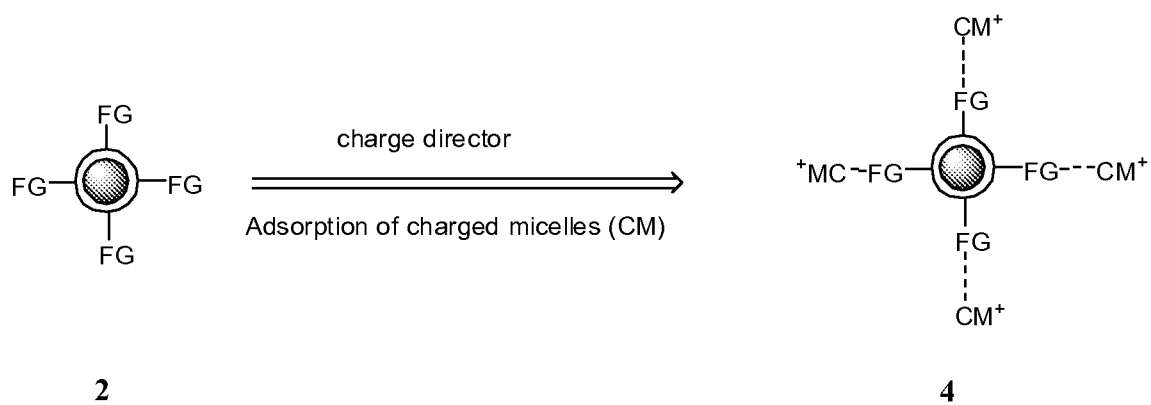 CM+
FG
FG
charge director
FG
FG
+MC
FG
FG
CM+
Adsorption of charged micelles (CM)
FG
FG
CM+
2
4